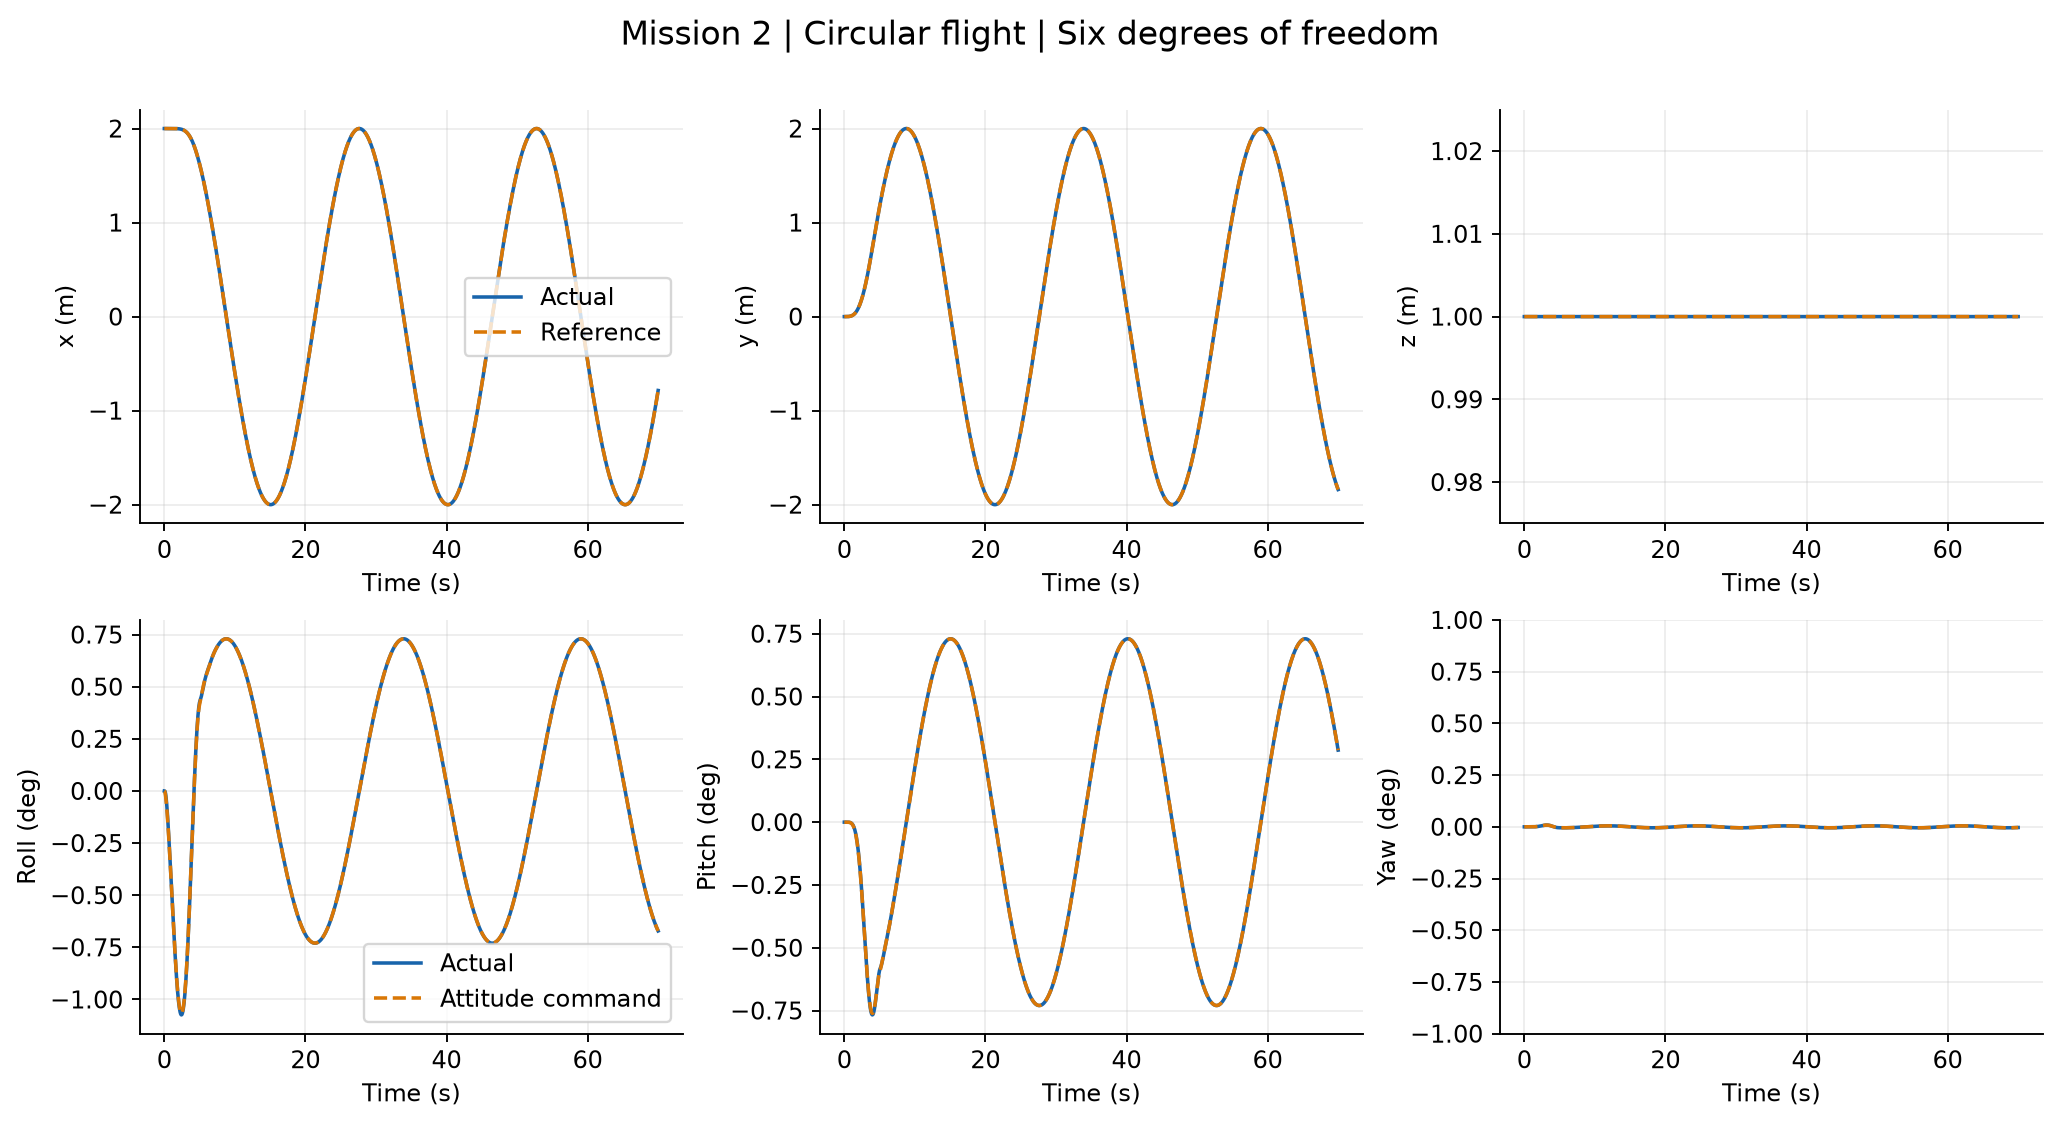 Mission 2 | Circular flight | Six degrees of freedom
2
1
0
−1
−2
x (m)
0 20 40 60
Time (s)
Actual
Reference
2
1
0
−1
−2
y (m)
0 20 40 60
Time (s)
1.02
1.01
1.00
0.99
0.98
z (m)
0 20 40 60
Time (s)
0.75
0.50
0.25
0.00
−0.25
−0.50
−0.75
−1.00
Roll (deg)
0 20 40 60
Time (s)
Actual
Attitude command
0.75
0.50
0.25
0.00
−0.25
−0.50
−0.75
Pitch (deg)
0 20 40 60
Time (s)
1.00
0.75
0.50
0.25
0.00
−0.25
−0.50
−0.75
−1.00
Yaw (deg)
0 20 40 60
Time (s)